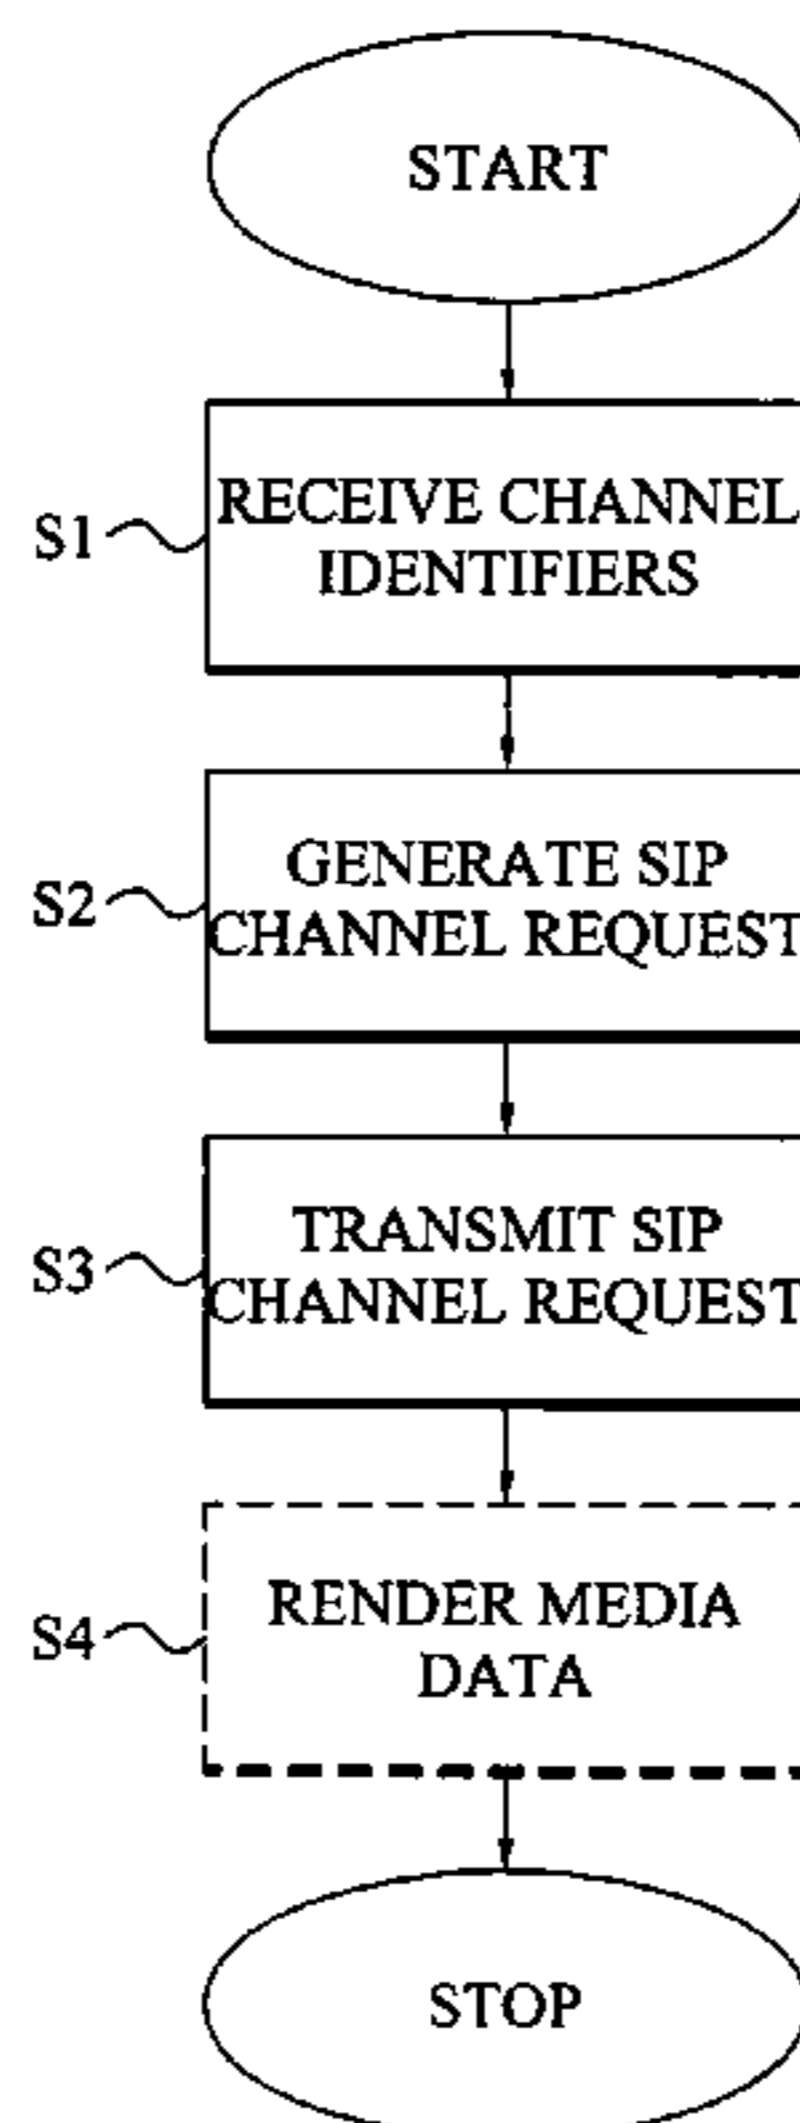 START
S1
RECEIVE CHANNEL
IDENTIFIERS
S2
GENERATE SIP
CHANNEL REQUEST
S3
TRANSMIT SIP
CHANNEL REQUEST
S4
RENDER MEDIA
DATA
STOP